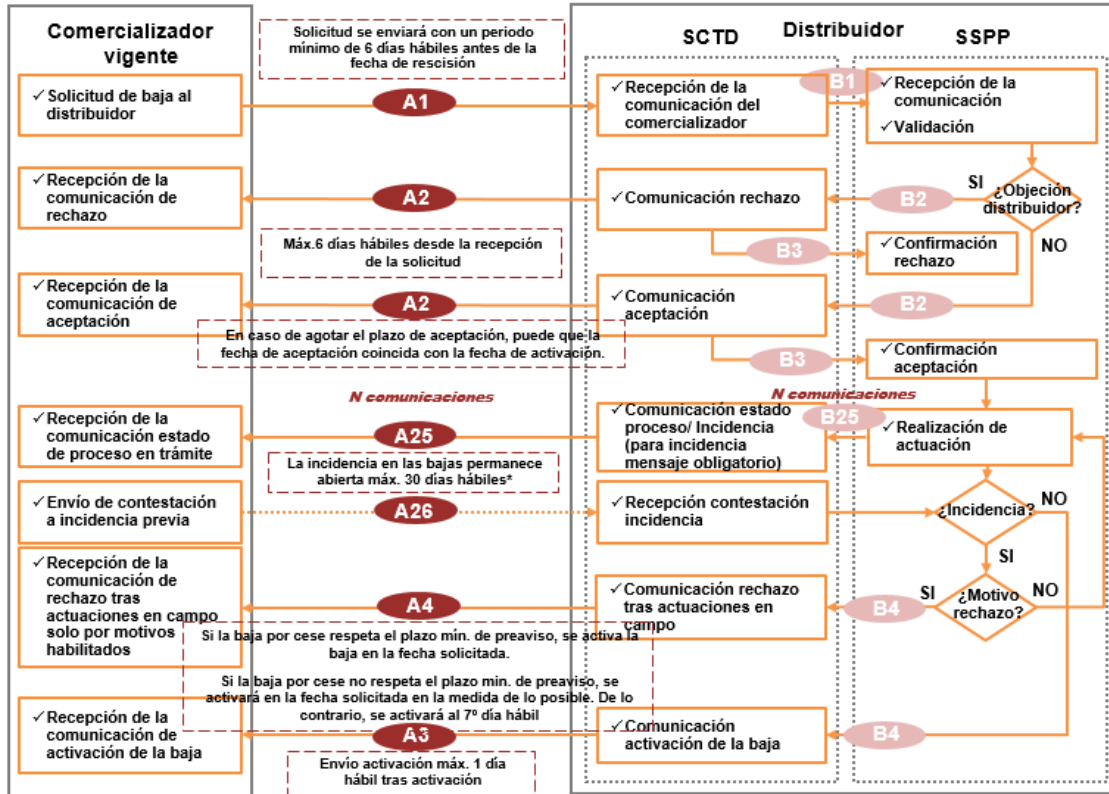 Comercializador
vigente
Solicitud se enviará con un periodo
mínimo de 6 días hábiles antes de la
fecha de rescisión
Distribuidor
SCTD
SSPP
✓ Solicitud de baja al
distribuidor
A1
✓ Recepción de la
comunicación del
comercializador
B1
✓ Recepción de la
comunicación
✓ Validación
✓ Recepción de la
comunicación de
rechazo
A2
✓ Comunicación rechazo
B2
SI
¿Objeción
distribuidor?
NO
Máx.6 días hábiles desde la recepción
de la solicitud
B3
✓ Confirmación
rechazo
✓ Recepción de la
comunicación de
aceptación
A2
✓ Comunicación
aceptación
B2
En caso de agotar el plazo de aceptación, puede que la
fecha de aceptación coincida con la fecha de activación.
B3
✓ Confirmación
aceptación
N comunicaciones
N comunicaciones
✓ Recepción de la
comunicación estado
de proceso en trámite
A25
✓ Comunicación estado
proceso/ Incidencia
(para incidencia
mensaje obligatorio)
B25
✓ Realización de
actuación
La incidencia en las bajas permanece
abierta máx. 30 días hábiles*
✓ Envío de contestación
a incidencia previa
A26
✓ Recepción contestación
incidencia
¿Incidencia?
NO
SI
✓ Recepción de la
comunicación de
rechazo tras
actuaciones en campo
solo por motivos
habilitados
A4
✓ Comunicación rechazo
tras actuaciones en
campo
B4
SI
¿Motivo
rechazo?
NO
Si la baja por cese respeta el plazo mín. de preaviso, se activa la
baja en la fecha solicitada.
Si la baja por cese no respeta el plazo min. de preaviso, se
activará en la fecha solicitada en la medida de lo posible. De lo
contrario, se activará al 7º día hábil
✓ Recepción de la
comunicación de
activación de la baja
A3
✓ Comunicación
activación de la baja
B4
Envío activación máx. 1 día
hábil tras activación